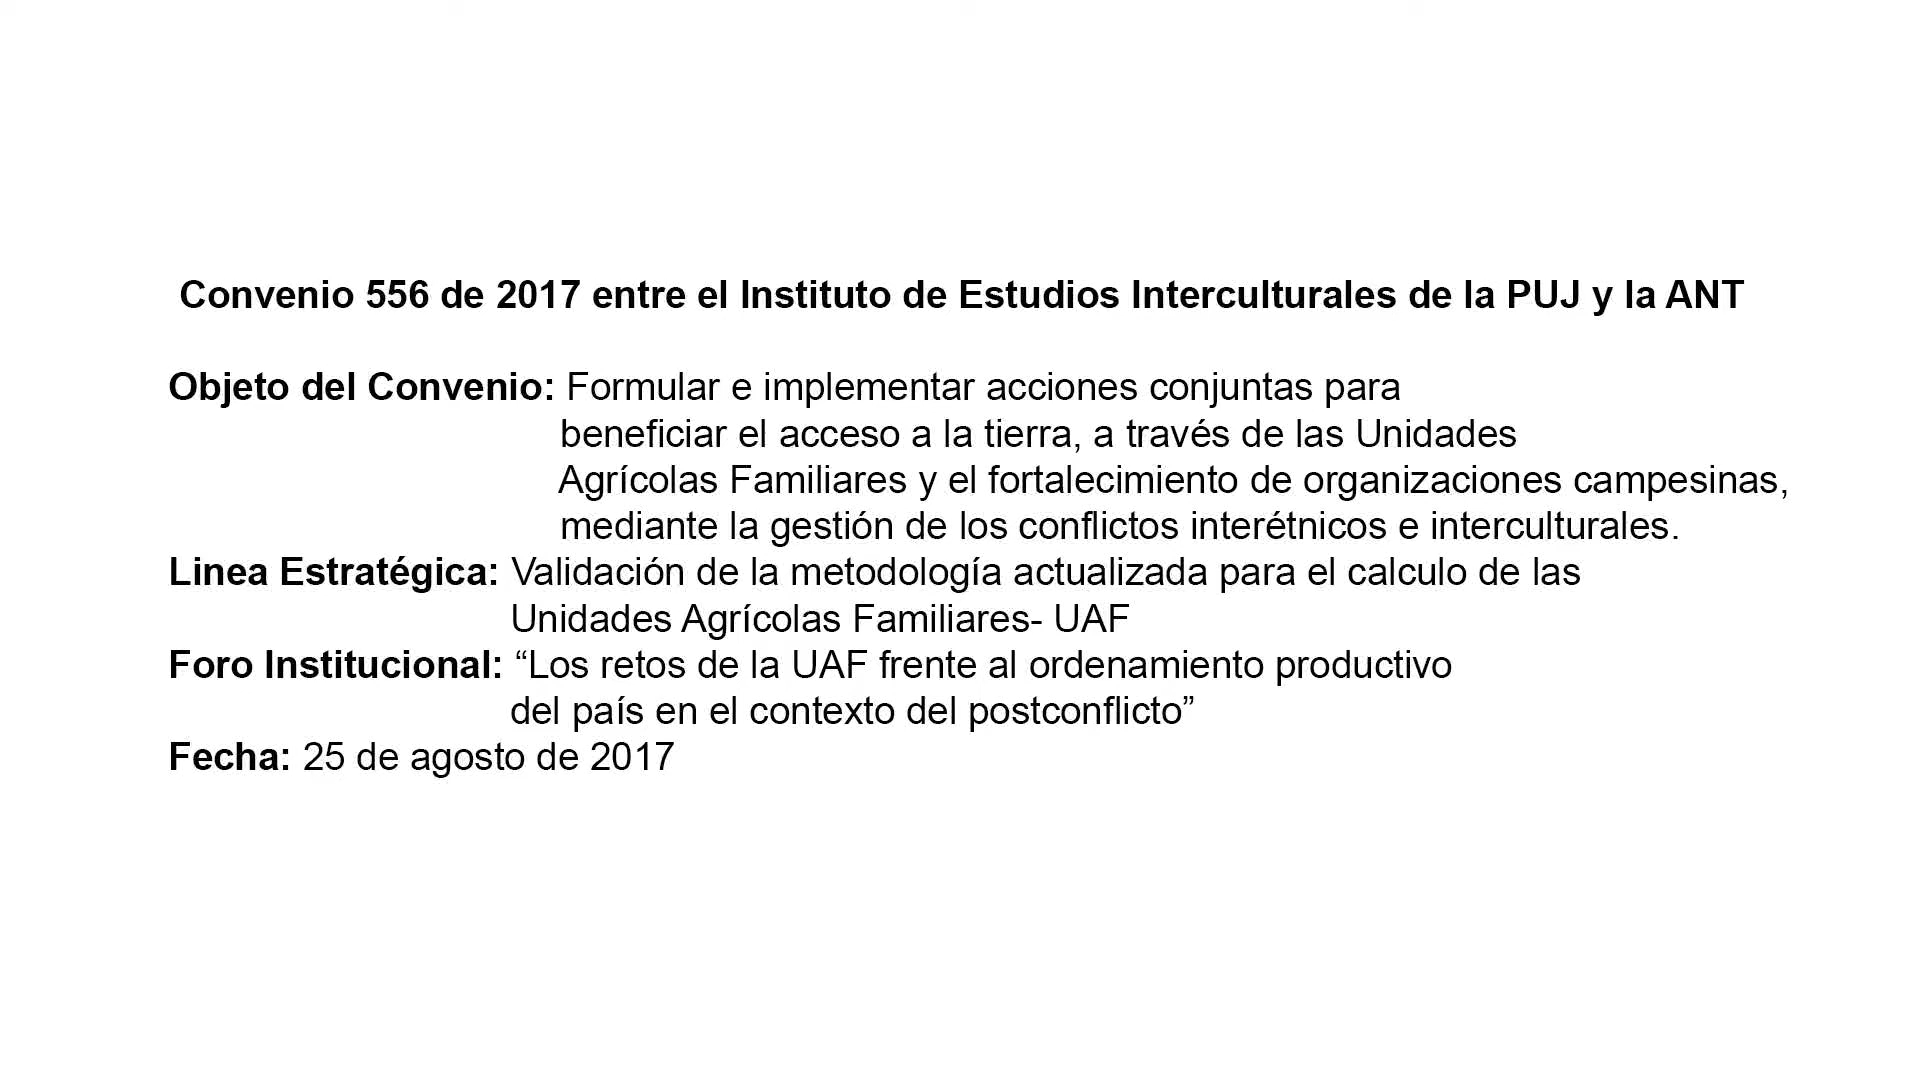 Convenio 556 de 2017 entre el Instituto de Estudios Interculturales de la PUJ y la ANT
Objeto del Convenio: Formular e implementar acciones conjuntas para
beneficiar el acceso a la tierra, a través de las Unidades
Agrícolas Familiares y el fortalecimiento de organizaciones campesinas,
mediante la gestión de los conflictos interétnicos e interculturales.
Linea Estratégica: Validación de la metodología actualizada para el calculo de las
Unidades Agrícolas Familiares- UAF
Foro Institucional: “Los retos de la UAF frente al ordenamiento productivo
del país en el contexto del postconflicto”
Fecha: 25 de agosto de 2017